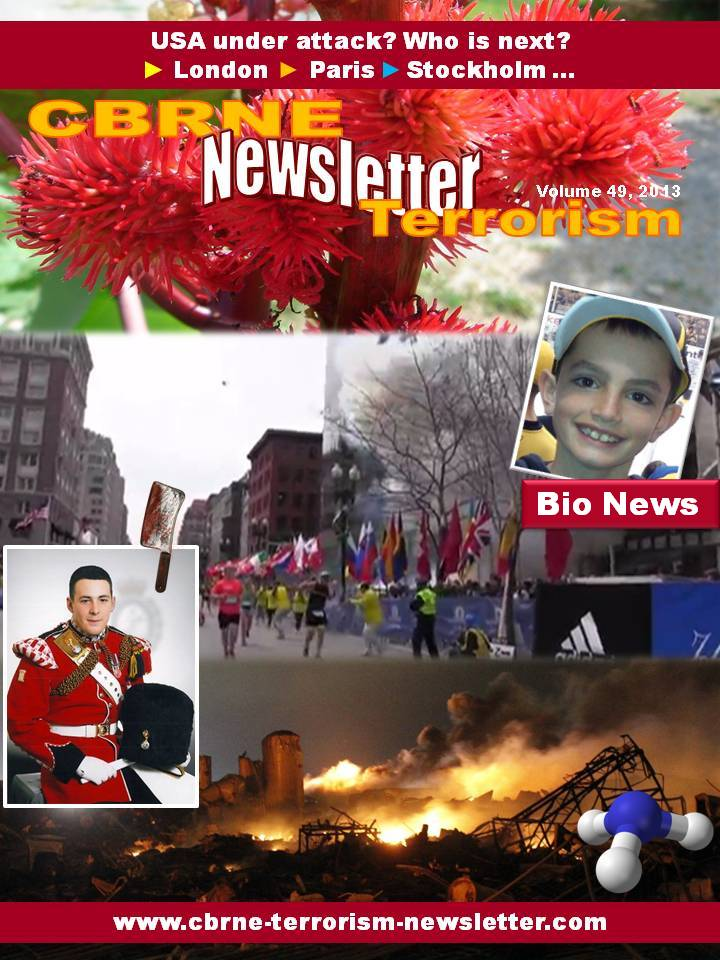 USA under attack? Who is next?
► London ► Paris ► Stockholm ...
CBRNE
Newsletter
Volume 49, 2013
Terrorism
Bio News
adidas
www.cbrne-terrorism-newsletter.com